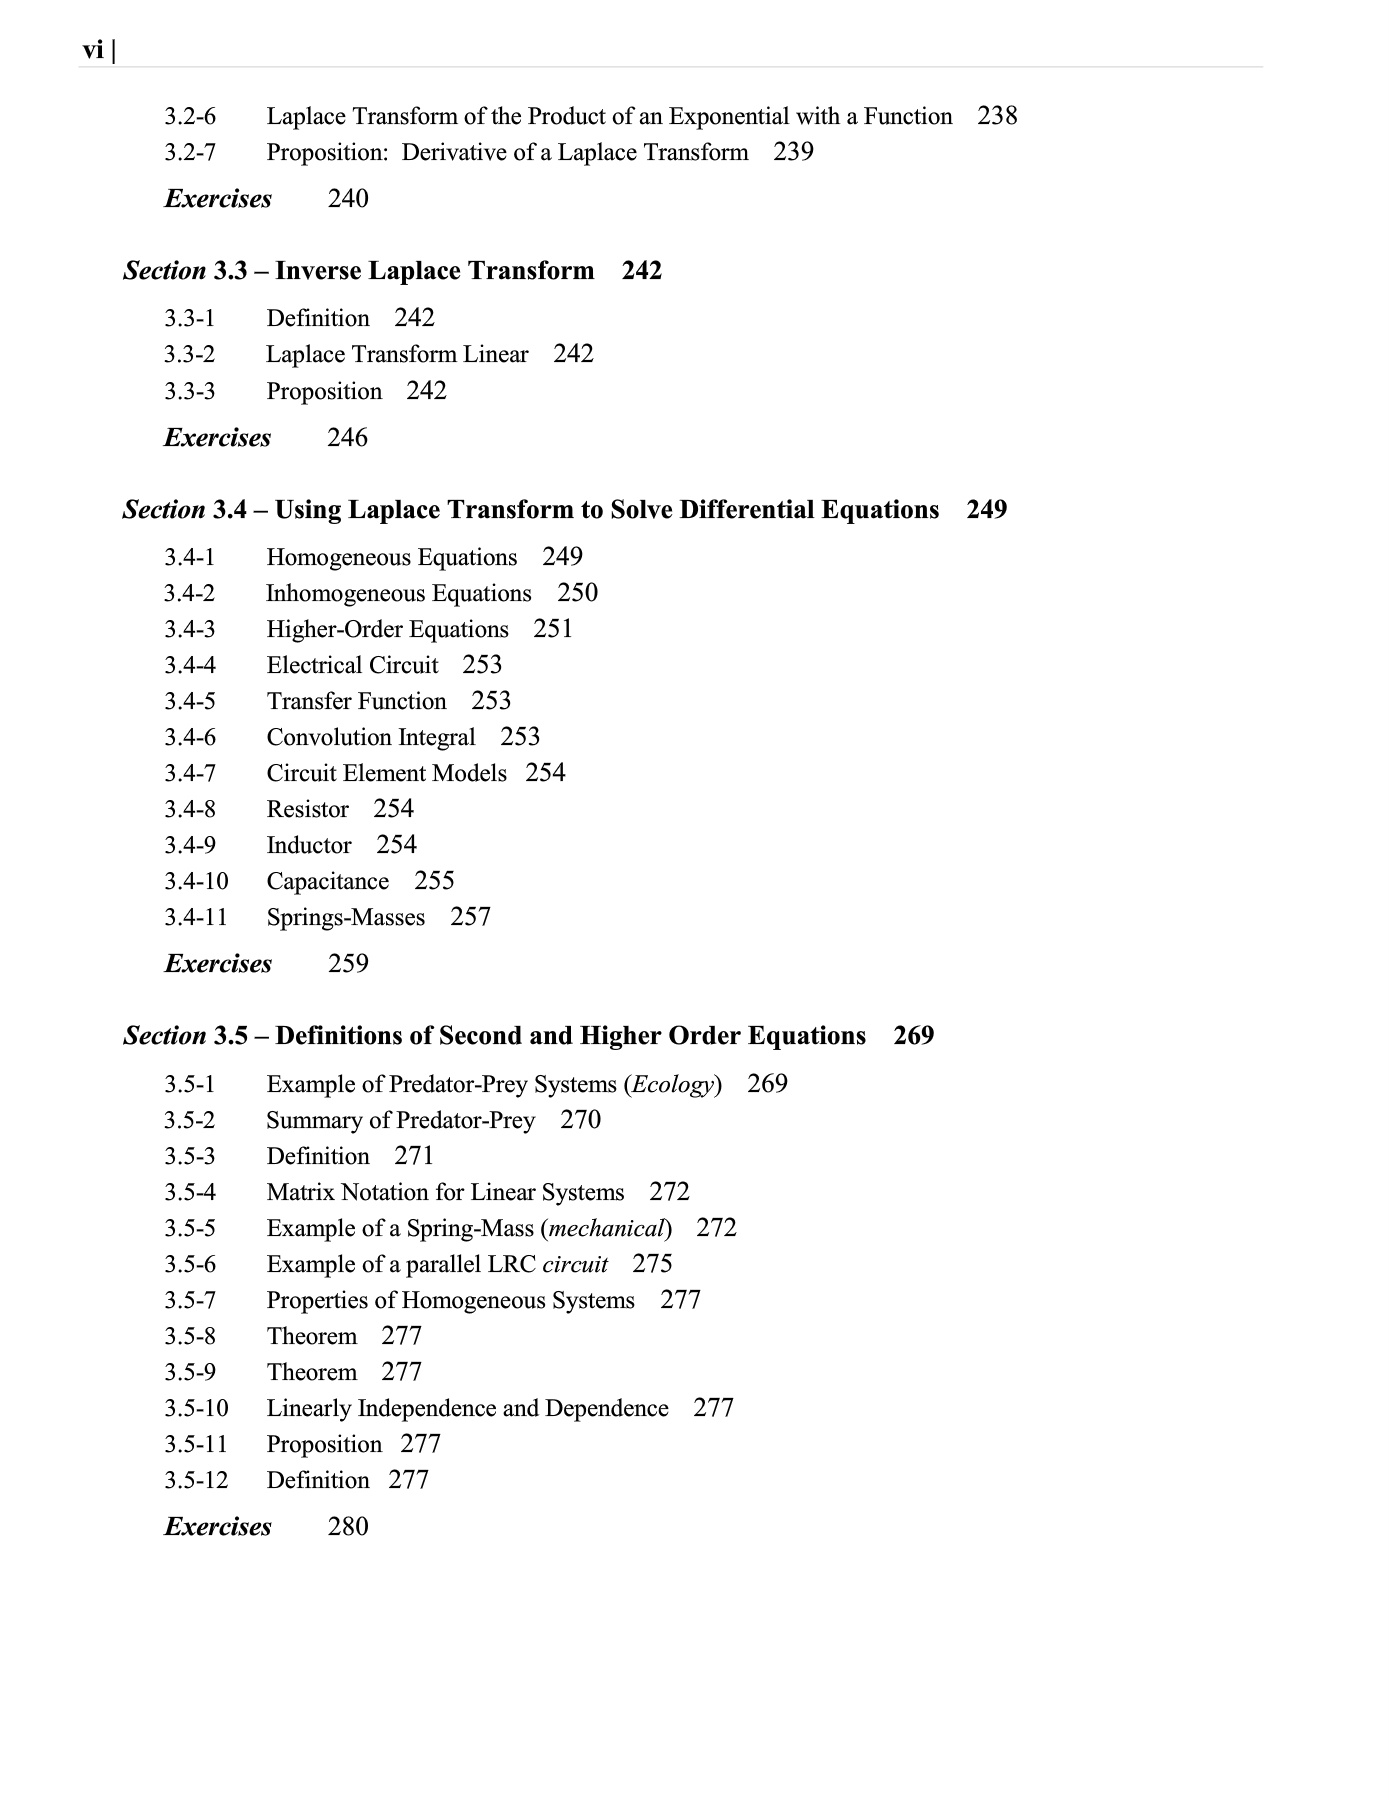 vi |
3.2-6 Laplace Transform of the Product of an Exponential with a Function 238
3.2-7 Proposition: Derivative of a Laplace Transform 239
Exercises 240
Section 3.3 – Inverse Laplace Transform 242
3.3-1 Definition 242
3.3-2 Laplace Transform Linear 242
3.3-3 Proposition 242
Exercises 246
Section 3.4 – Using Laplace Transform to Solve Differential Equations 249
3.4-1 Homogeneous Equations 249
3.4-2 Inhomogeneous Equations 250
3.4-3 Higher-Order Equations 251
3.4-4 Electrical Circuit 253
3.4-5 Transfer Function 253
3.4-6 Convolution Integral 253
3.4-7 Circuit Element Models 254
3.4-8 Resistor 254
3.4-9 Inductor 254
3.4-10 Capacitance 255
3.4-11 Springs-Masses 257
Exercises 259
Section 3.5 – Definitions of Second and Higher Order Equations 269
3.5-1 Example of Predator-Prey Systems (Ecology) 269
3.5-2 Summary of Predator-Prey 270
3.5-3 Definition 271
3.5-4 Matrix Notation for Linear Systems 272
3.5-5 Example of a Spring-Mass (mechanical) 272
3.5-6 Example of a parallel LRC circuit 275
3.5-7 Properties of Homogeneous Systems 277
3.5-8 Theorem 277
3.5-9 Theorem 277
3.5-10 Linearly Independence and Dependence 277
3.5-11 Proposition 277
3.5-12 Definition 277
Exercises 280